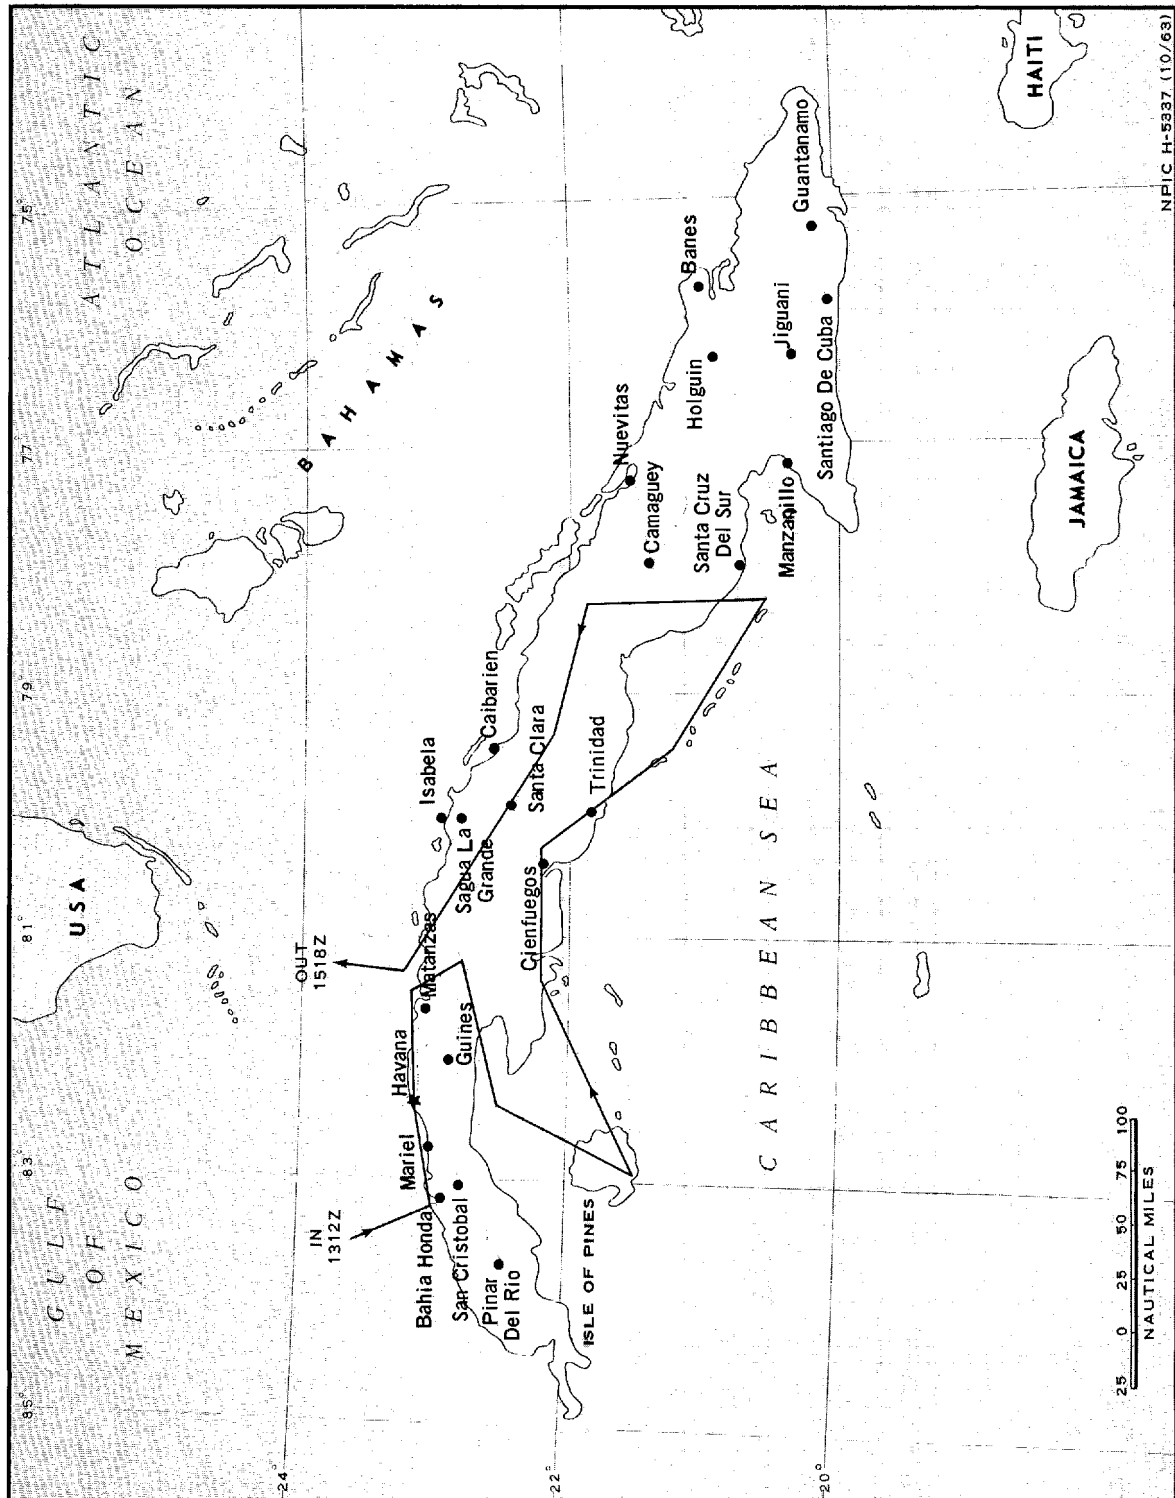 85°
83°
81°
79°
77°
75°
GULF
OF
MEXICO
USA
ATLANTIC
OCEAN
BAHAMAS
24°
22°
20°
IN
1312Z
OUT
1518Z
Bahia Honda
San Cristobal
Pinar
Del Rio
Mariel
Havana
Guines
Matanzas
Isabela
Sagua La
Grande
Santa Clara
Caibarien
Cienfuegos
Trinidad
Nuevitas
Camaguey
Santa Cruz
Del Sur
Manzanillo
Holguin
Banes
Jiguani
Santiago De Cuba
Guantanamo
ISLE OF PINES
CARIBBEAN SEA
JAMAICA
HAITI
25 0 25 50 75 100
NAUTICAL MILES
NPIC H-5337 (10/63)